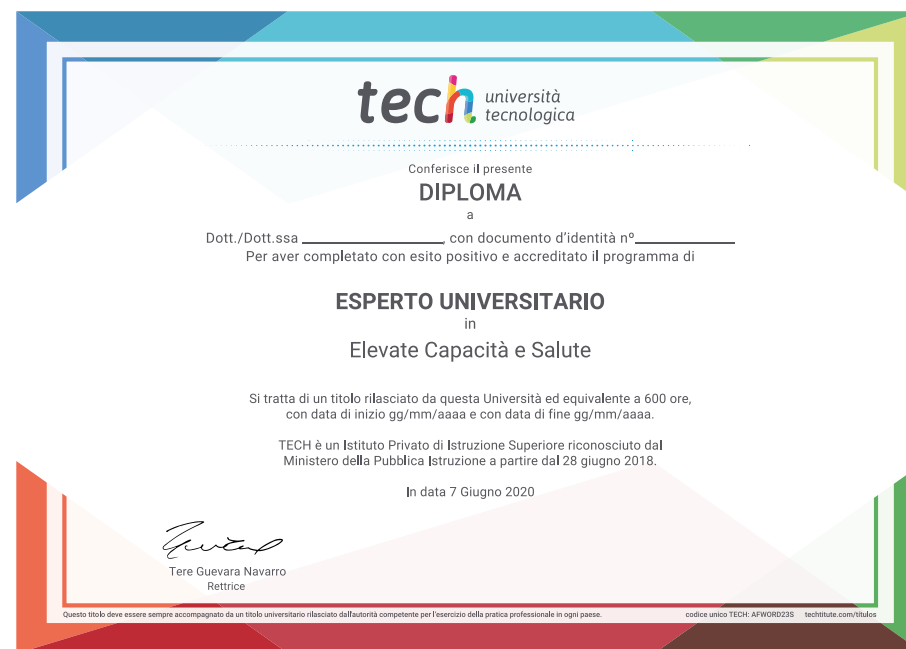 tech università
tecnologica
Conferisce il presente
DIPLOMA
a
Dott./Dott.ssa ____________________, con documento d'identità nº______________
Per aver completato con esito positivo e accreditato il programma di
ESPERTO UNIVERSITARIO
in
Elevate Capacità e Salute
Si tratta di un titolo rilasciato da questa Università ed equivalente a 600 ore,
con data di inizio gg/mm/aaaa e con data di fine gg/mm/aaaa.
TECH è un Istituto Privato di Istruzione Superiore riconosciuto dal
Ministero della Pubblica Istruzione a partire dal 28 giugno 2018.
In data 7 Giugno 2020
Tere Guevara Navarro
Rettrice
Questo titolo deve essere sempre accompagnato da un titolo universitario rilasciato dall'autorità competente per l'esercizio della pratica professionale in ogni paese. codice unico TECH: AFWORD23S techtitute.com/titulos